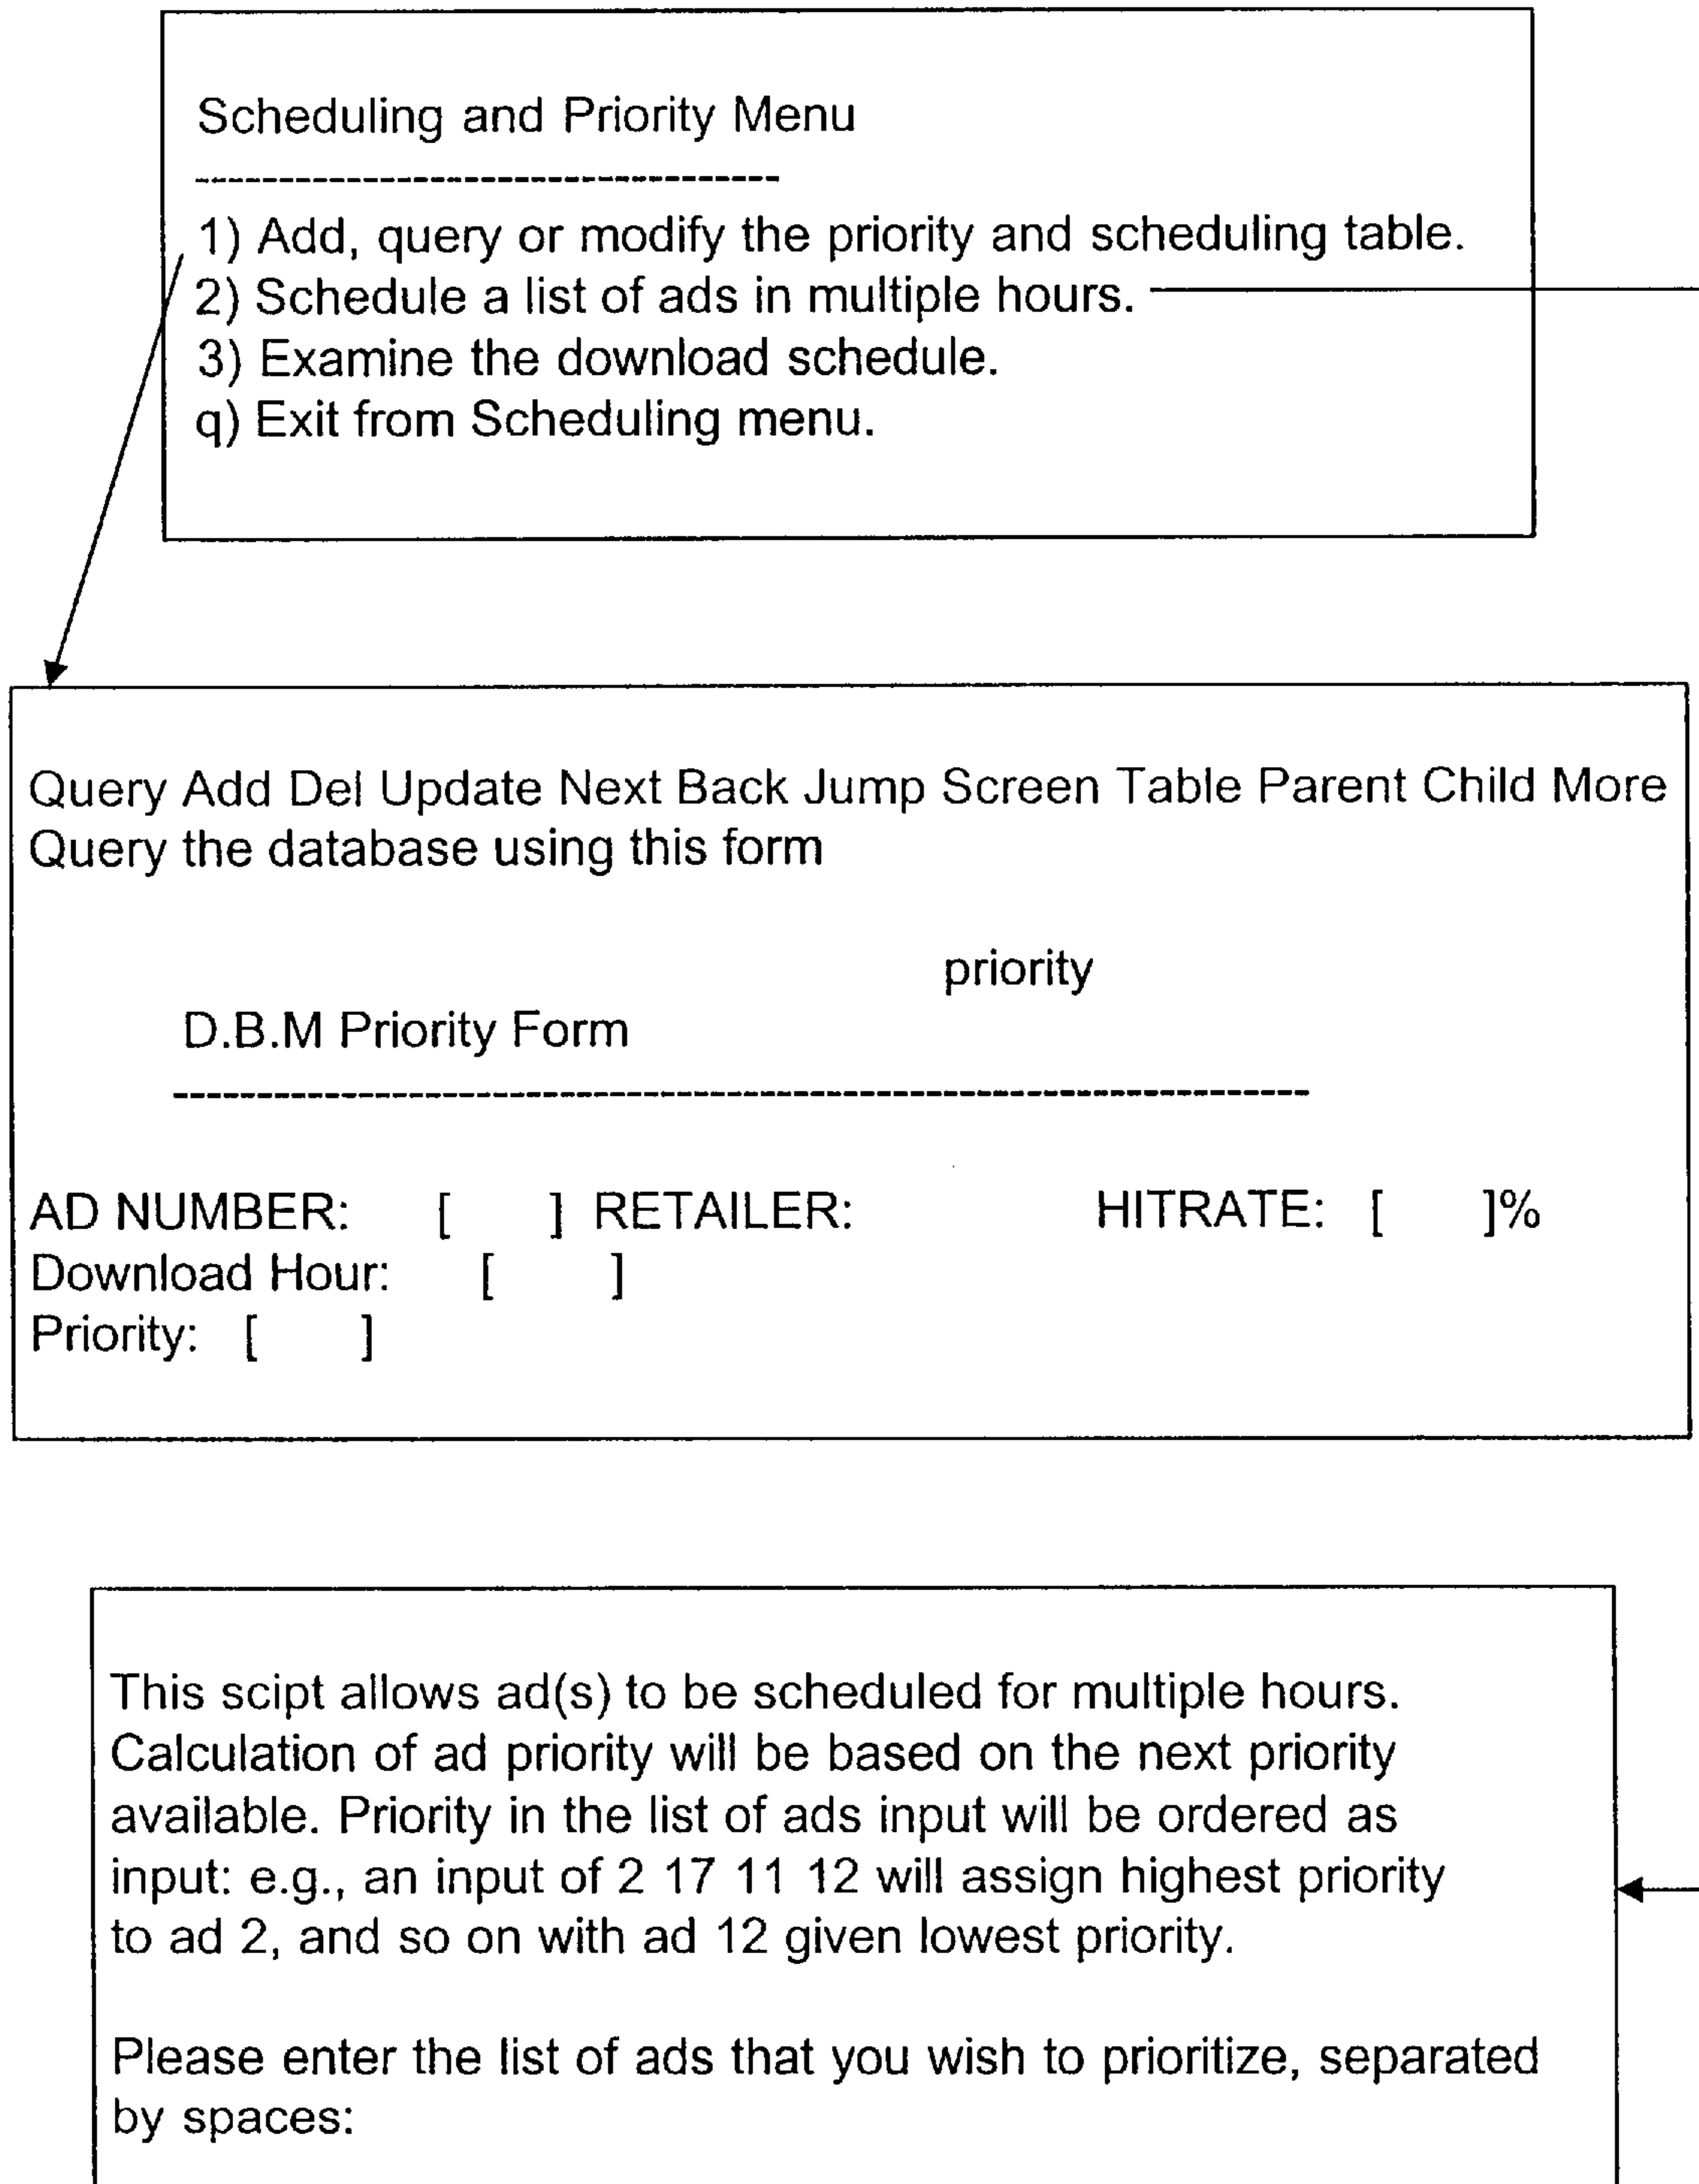 Scheduling and Priority Menu
-----------------------------------
1) Add, query or modify the priority and scheduling table.
2) Schedule a list of ads in multiple hours.
3) Examine the download schedule.
q) Exit from Scheduling menu.
Query Add Del Update Next Back Jump Screen Table Parent Child More
Query the database using this form
priority
D.B.M Priority Form
--------------------------------------------------------------------
AD NUMBER: [ ] RETAILER: HITRATE: [ ]%
Download Hour: [ ]
Priority: [ ]
This scipt allows ad(s) to be scheduled for multiple hours.
Calculation of ad priority will be based on the next priority
available. Priority in the list of ads input will be ordered as
input: e.g., an input of 2 17 11 12 will assign highest priority
to ad 2, and so on with ad 12 given lowest priority.
Please enter the list of ads that you wish to prioritize, separated
by spaces: